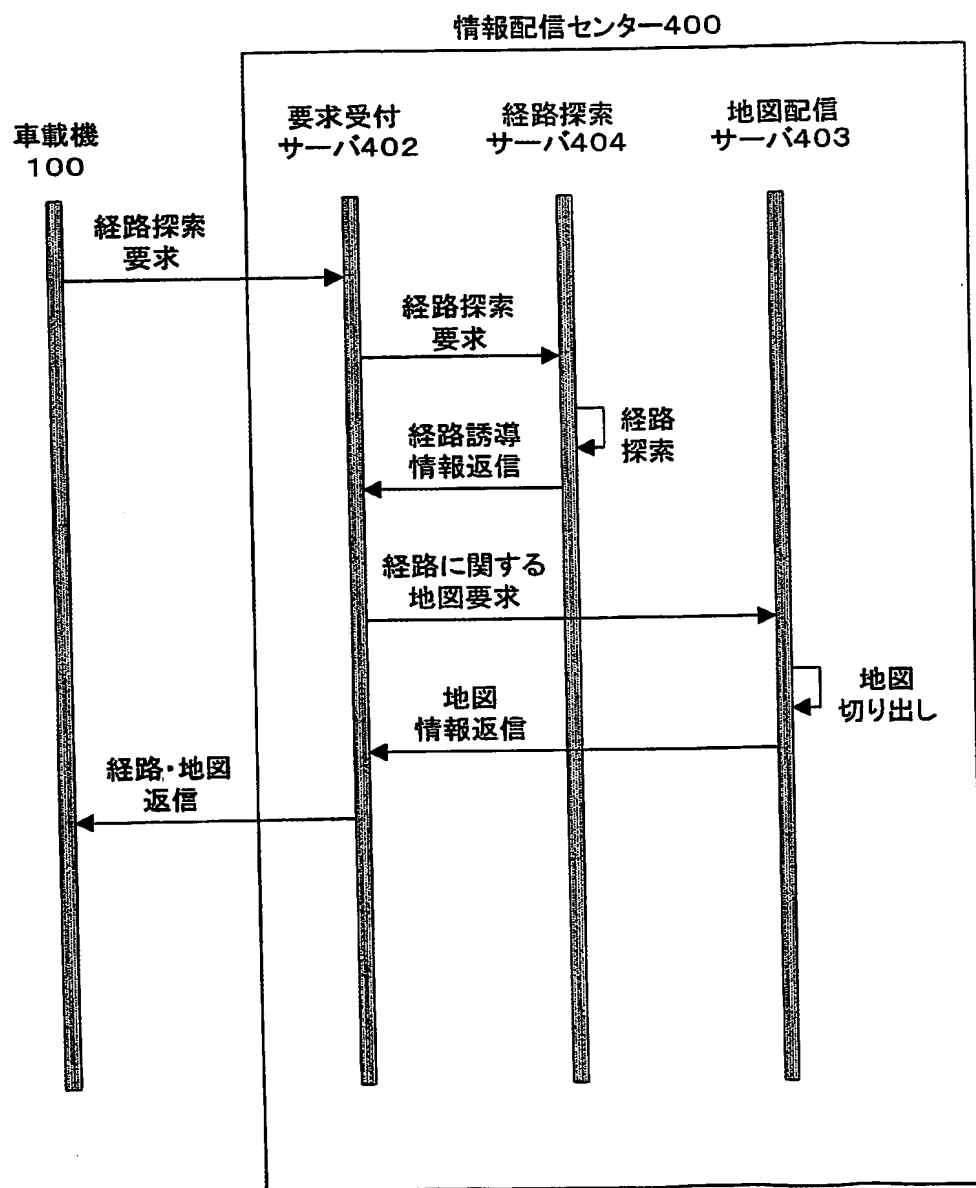 情報配信センター400
車載機
100
要求受付
サーバ402
経路探索
サーバ404
地図配信
サーバ403
経路探索
要求
経路探索
要求
経路
探索
経路誘導
情報返信
経路に関する
地図要求
地図
切り出し
地図
情報返信
経路・地図
返信